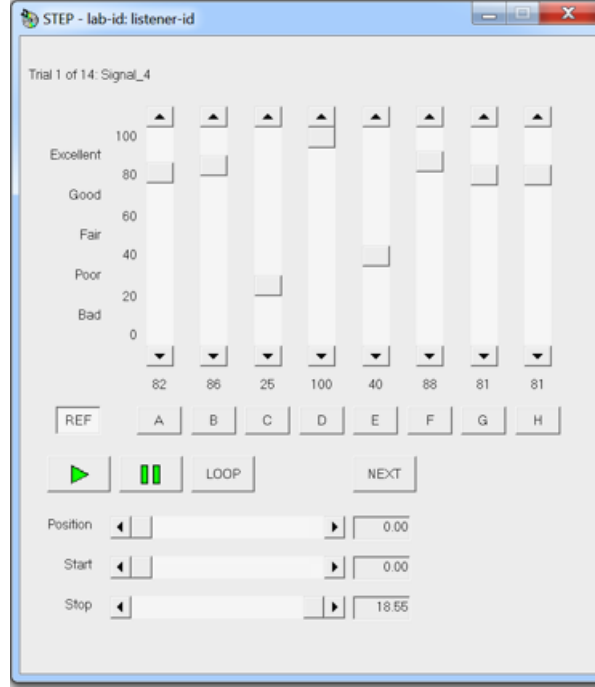 STEP - lab-id: listener-id
Trial 1 of 14: Signal_4
100
Excellent
80
Good
60
Fair
40
Poor
20
Bad
0
82 86 25 100 40 88 81 81
REF A B C D E F G H
LOOP NEXT
Position 0.00
Start 0.00
Stop 18.55